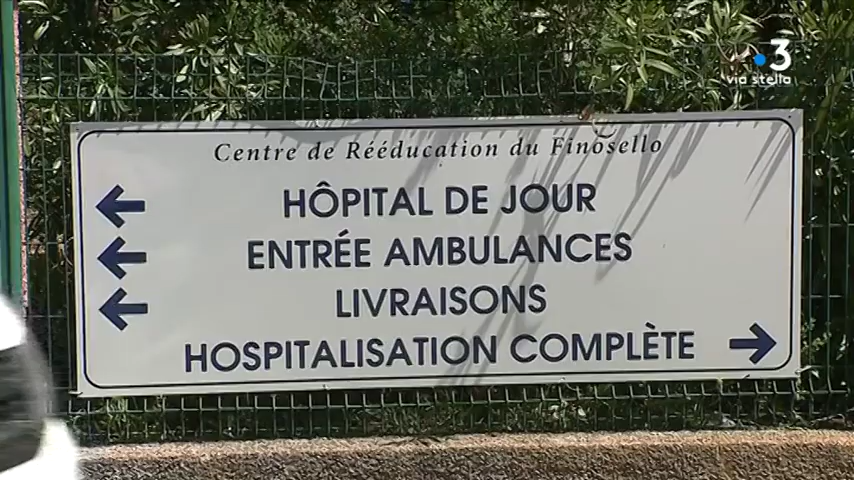 3
via stella
Centre de Rééducation du Finosello
HÔPITAL DE JOUR
ENTRÉE AMBULANCES
LIVRAISONS
HOSPITALISATION COMPLÈTE